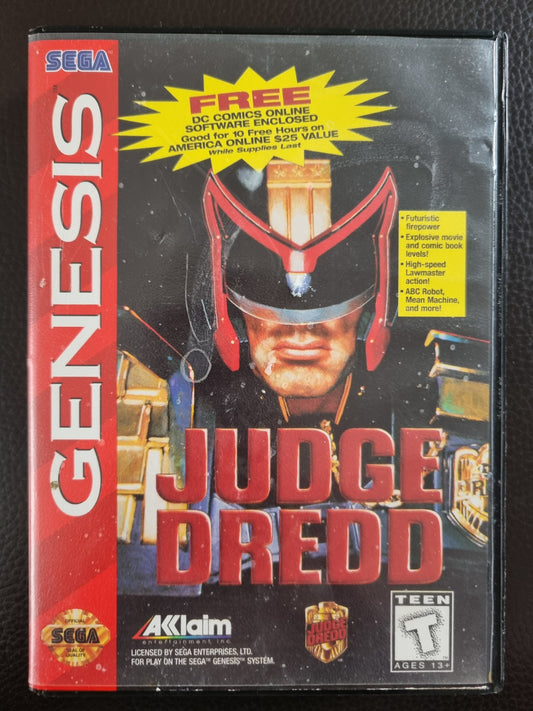 SEGA™
GENESIS™
FREE
DC COMICS ONLINE
SOFTWARE ENCLOSED
Good for 10 Free Hours on
AMERICA ONLINE $25 VALUE
While Supplies Last
• Futuristic
firepower
• Explosive movie
and comic book
levels!
• High-speed
Lawmaster
action!
• ABC Robot,
Mean Machine,
and more!
JUDGE
DREDD
OFFICIAL
SEGA
SEAL OF
QUALITY
AKKlaim
entertainment, inc.
LICENSED BY SEGA ENTERPRISES, LTD.
FOR PLAY ON THE SEGA™ GENESIS™ SYSTEM.
JUDGE
DREDD
TEEN
T
AGES 13+